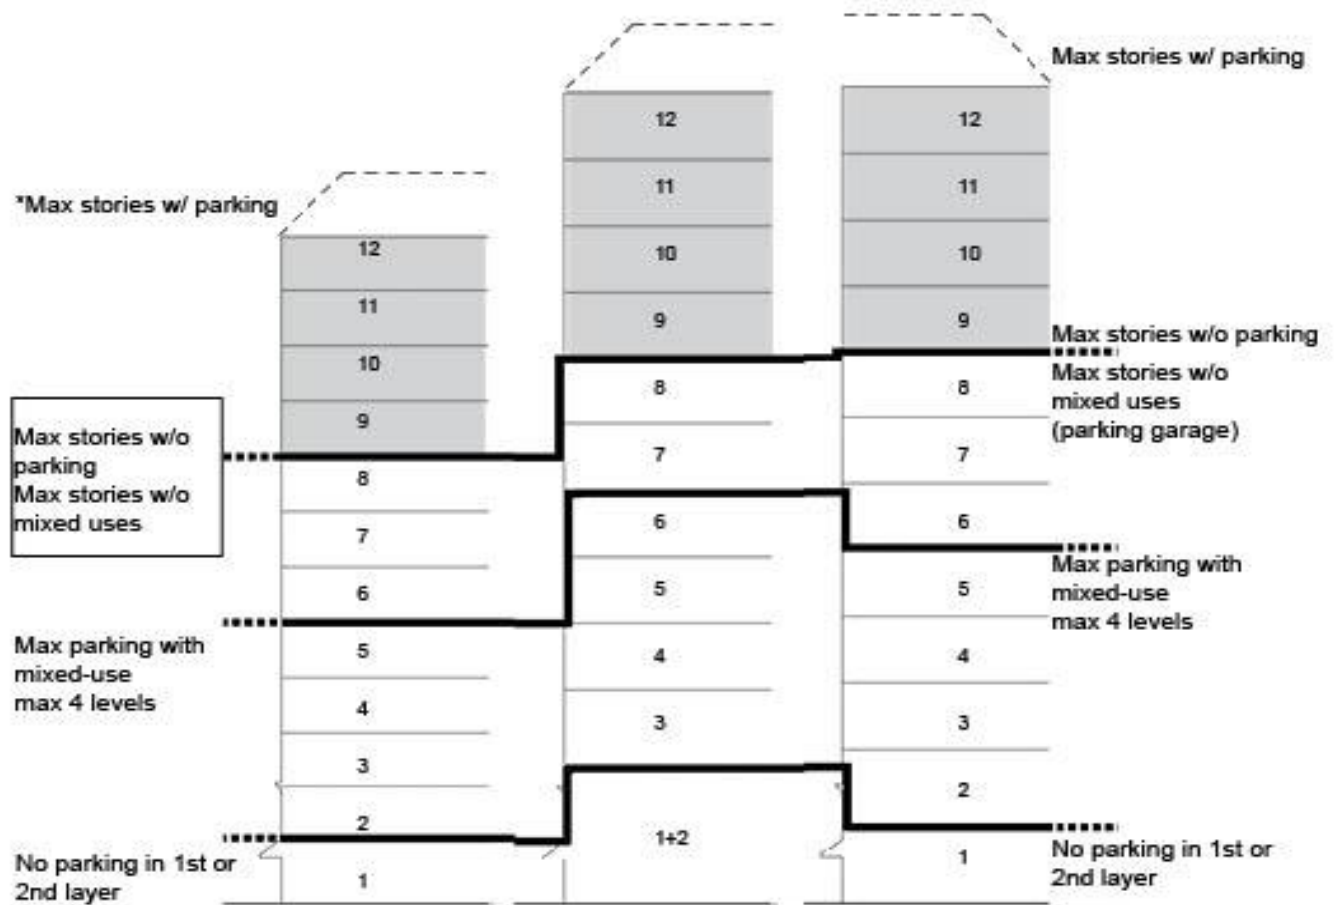 Max stories w/ parking
*Max stories w/ parking
12
11
10
9
8
7
6
5
4
3
2
1
12
11
10
9
8
7
6
5
4
3
1+2
12
11
10
9
8
7
6
5
4
3
2
1
Max stories w/o
parking
Max stories w/o
mixed uses
Max parking with
mixed-use
max 4 levels
No parking in 1st or
2nd layer
Max stories w/o parking
Max stories w/o
mixed uses
(parking garage)
Max parking with
mixed-use
max 4 levels
No parking in 1st or
2nd layer